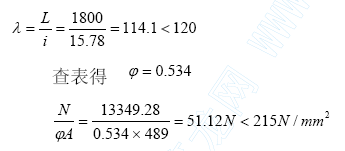 λ = L/i = 1800/15.78 = 114.1 < 120
查表得 φ = 0.534
N/φA = 13349.28/0.534×489 = 51.12N < 215N/mm²